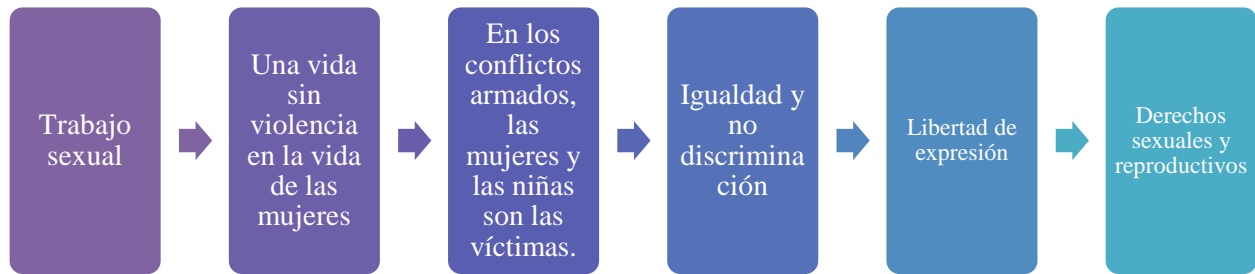 Trabajo
sexual
Una vida
sin
violencia
en la vida
de las
mujeres
En los
conflictos
armados,
las
mujeres y
las niñas
son las
víctimas.
Igualdad y
no
discrimina
ción
Libertad de
expresión
Derechos
sexuales y
reproductivos